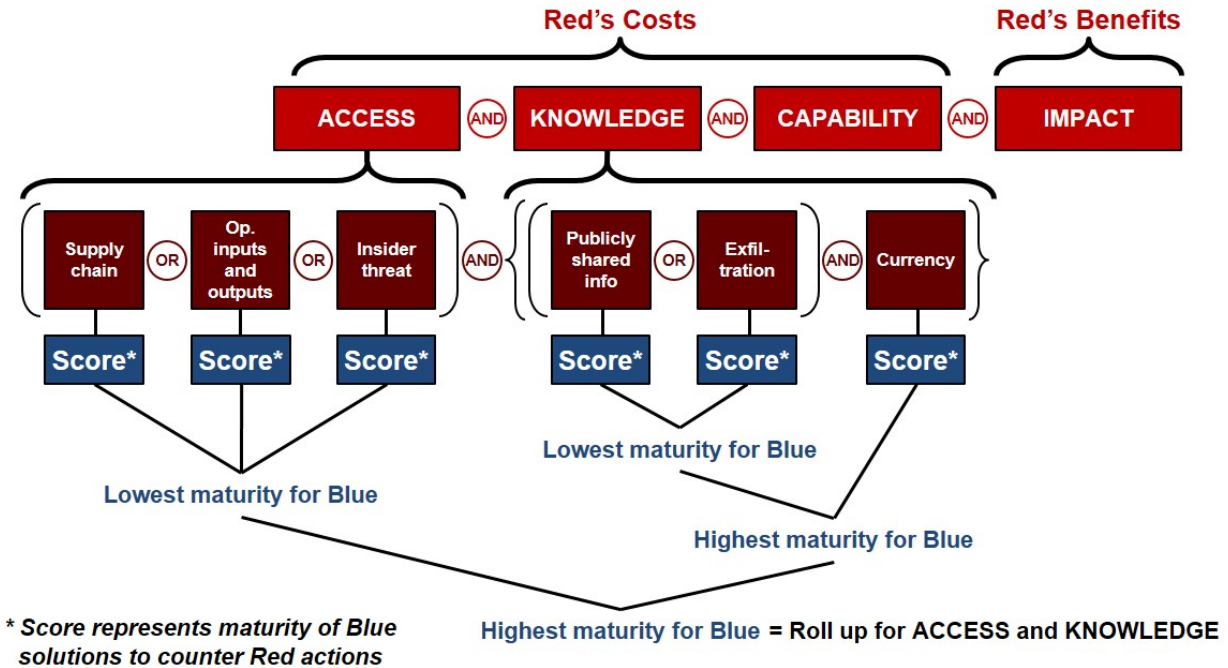 Red's Costs
Red's Benefits
ACCESS
AND
KNOWLEDGE
AND
CAPABILITY
AND
IMPACT
Supply
chain
OR
Op.
inputs
and
outputs
OR
Insider
threat
AND
Publicly
shared
info
OR
Exfil-
tration
AND
Currency
Score*
Score*
Score*
Score*
Score*
Score*
Lowest maturity for Blue
Lowest maturity for Blue
Highest maturity for Blue
* Score represents maturity of Blue
solutions to counter Red actions
Highest maturity for Blue = Roll up for ACCESS and KNOWLEDGE